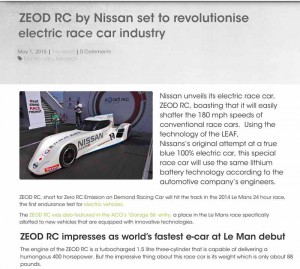 ZEOD RC by Nissan set to revolutionise
electric race car industry
May 1, 2015 | | 0 Comments
Nissan unveils its electric race car,
ZEOD RC, boasting that it will easily
shatter the 180 mph speeds of
conventional race cars. Using the
technology of the LEAF,
Nissans's original attempt at a true
blue 100% electric car, this special
race car will use the same lithium
battery technology according to the
automotive company's engineers.
NISSAN
ZEOD RC, short for Zero RC Emission on Demand Racing Car will hit the track in the 2014 Le Mans 24 hour race,
the first endurance test for electric vehicles.
The ZEOD RC was also featured in the ACO's 'Garage 56' entry, a place in the Le Mans race specifically
allotted to new vehicles that are equipped with innovative technologies.
ZEOD RC impresses as world's fastest e-car at Le Man debut
The engine of the ZEOD RC is a turbocharged 1.5 litre three-cylinder that is capable of delivering a
humongous 400 horsepower. But the impressive thing about this race car is its weight which is only about 88
pounds.